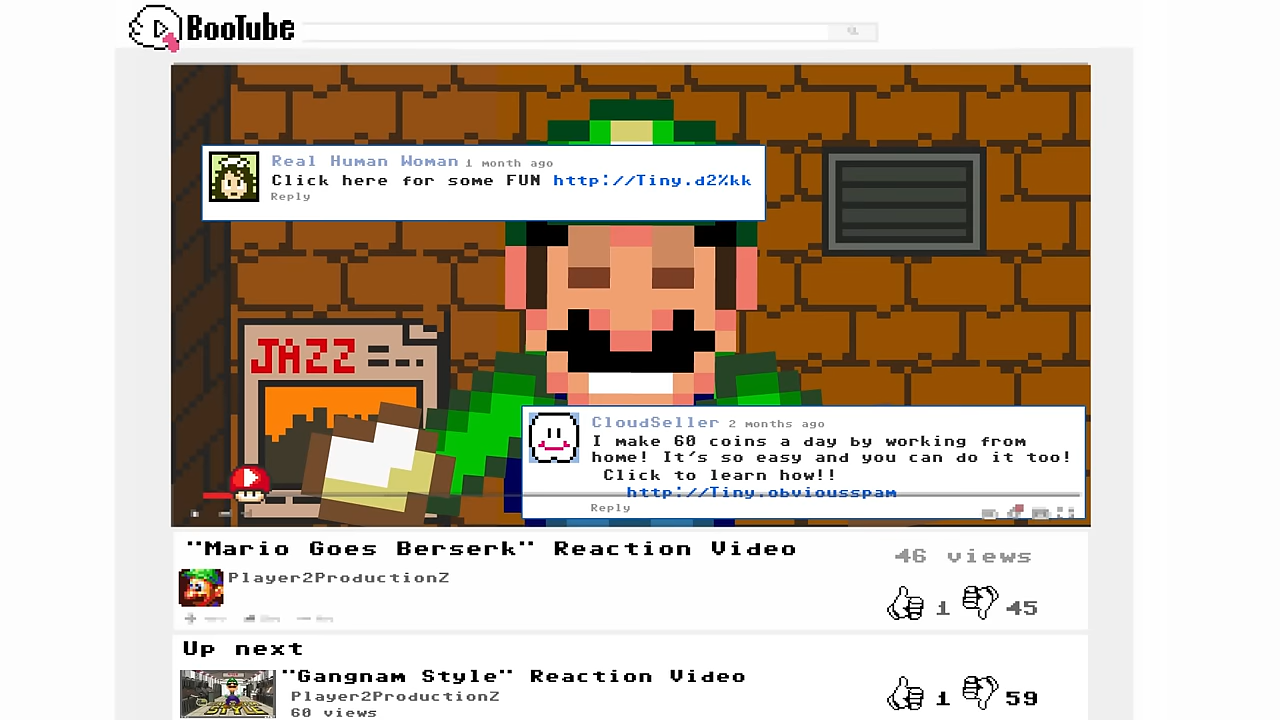 BooTube
Real Human Woman 1 month ago
Click here for some FUN http://Tiny.d2%kk
Reply
JAZZ
CloudSeller 2 months ago
I make 60 coins a day by working from
home! It's so easy and you can do it too!
Click to learn how!!
http://Tiny.obviousspam
Reply
"Mario Goes Berserk" Reaction Video
46 views
Player2ProductionZ
1 45
Up next
"Gangnam Style" Reaction Video
Player2ProductionZ
1 59
60 views
STYLE